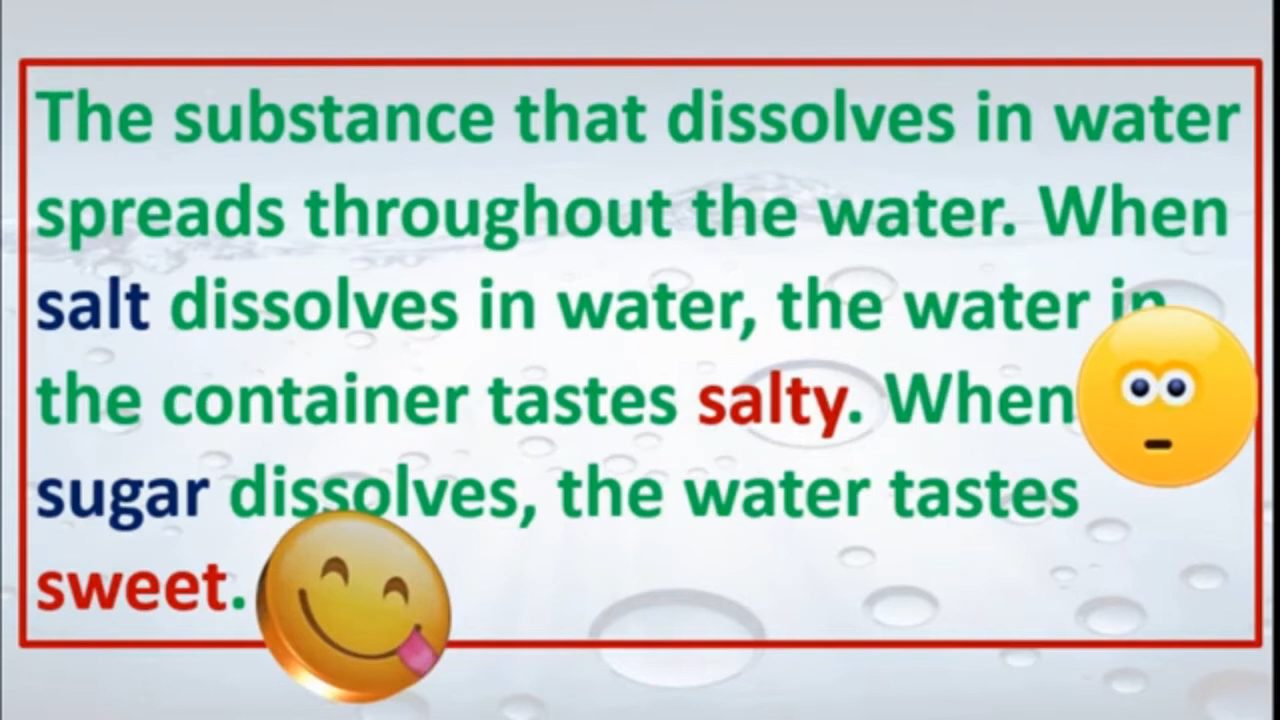 The substance that dissolves in water
spreads throughout the water. When
salt dissolves in water, the water in
the container tastes salty. When
sugar dissolves, the water tastes
sweet.